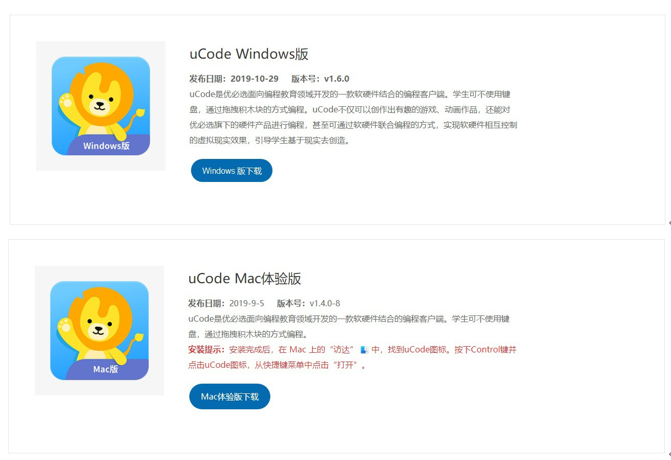 uCode Windows版
发布日期：2019-10-29 版本号：v1.6.0
uCode是优必选面向编程教育领域开发的一款软硬件结合的编程客户端。学生可不使用键
盘，通过拖拽积木块的方式编程。uCode不仅可以创作出有趣的游戏、动画作品，还能对
优必选旗下的硬件产品进行编程，甚至可通过软硬件联合编程的方式，实现软硬件相互控制
的虚拟现实效果，引导学生基于现实去创造。
Windows版
Windows 版下载
uCode Mac体验版
发布日期：2019-9-5 版本号：v1.4.0-8
uCode是优必选面向编程教育领域开发的一款软硬件结合的编程客户端。学生可不使用键
盘，通过拖拽积木块的方式编程。
安装提示：安装完成后，在 Mac 上的“访达” 中，找到uCode图标。按下Control键并
点击uCode图标，从快捷键菜单中点击“打开”。
Mac版
Mac体验版下载